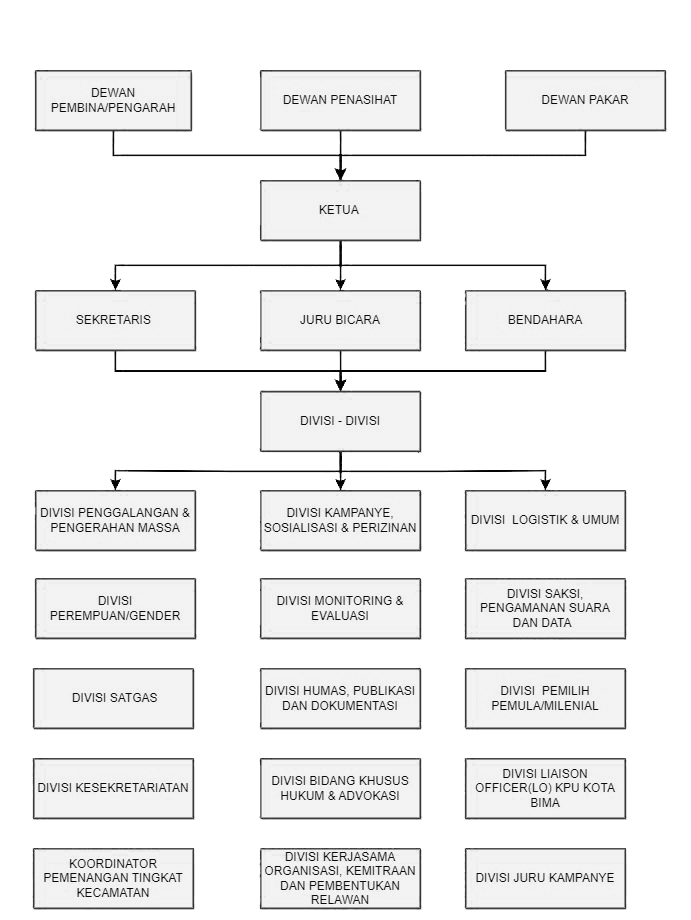 DEWAN
PEMBINA/PENGARAH
DEWAN PENASIHAT
DEWAN PAKAR
KETUA
SEKRETARIS
JURU BICARA
BENDAHARA
DIVISI - DIVISI
DIVISI PENGGALANGAN &
PENGERAHAN MASSA
DIVISI KAMPANYE,
SOSIALISASI & PERIZINAN
DIVISI LOGISTIK & UMUM
DIVISI
PEREMPUAN/GENDER
DIVISI MONITORING &
EVALUASI
DIVISI SAKSI,
PENGAMANAN SUARA
DAN DATA
DIVISI SATGAS
DIVISI HUMAS, PUBLIKASI
DAN DOKUMENTASI
DIVISI PEMILIH
PEMULA/MILENIAL
DIVISI KESEKRETARIATAN
DIVISI BIDANG KHUSUS
HUKUM & ADVOKASI
DIVISI LIAISON
OFFICER(LO) KPU KOTA
BIMA
KOORDINATOR
PEMENANGAN TINGKAT
KECAMATAN
DIVISI KERJASAMA
ORGANISASI, KEMITRAAN
DAN PEMBENTUKAN
RELAWAN
DIVISI JURU KAMPANYE